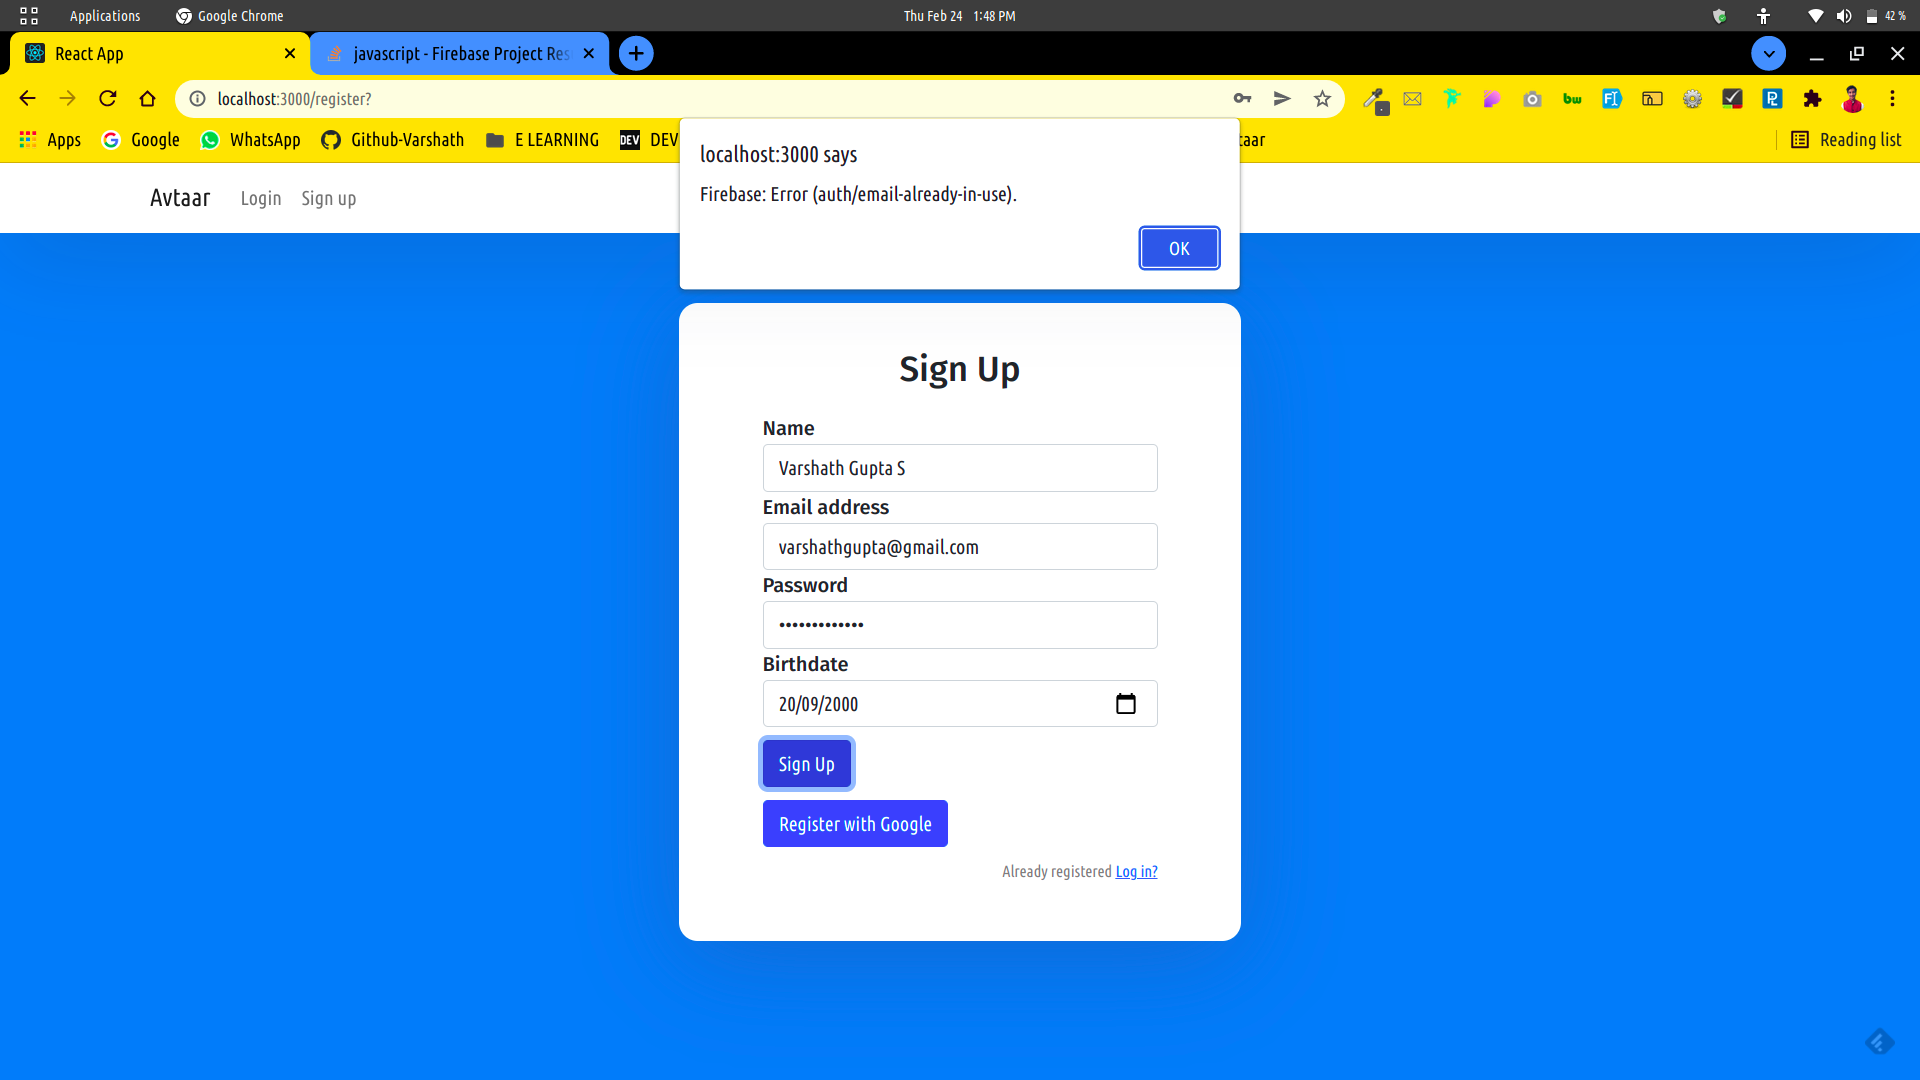 Applications Google Chrome Thu Feb 24 1:48 PM 42 %
React App javascript - Firebase Project Res
localhost:3000/register?
Apps Google WhatsApp Github-Varshath E LEARNING DEV DEV taar Reading list
localhost:3000 says
Firebase: Error (auth/email-already-in-use).
OK
Avtaar Login Sign up
Sign Up
Name
Varshath Gupta S
Email address
varshathgupta@gmail.com
Password
•••••••••••••
Birthdate
20/09/2000
Sign Up
Register with Google
Already registered Log in?